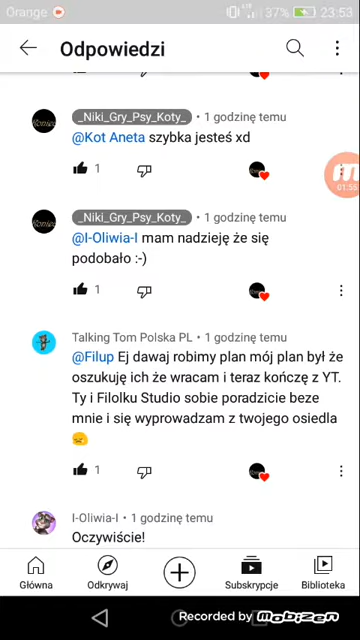 Orange
37% 23:53
Odpowiedzi
_Niki_Gry_Psy_Koty_ • 1 godzinę temu
@Kot Aneta szybka jesteś xd
1
01:55
_Niki_Gry_Psy_Koty_ • 1 godzinę temu
@I-Oliwia-I mam nadzieję że się
podobało :-)
1
Talking Tom Polska PL • 1 godzinę temu
@Filup Ej dawaj robimy plan mój plan był że
oszukuję ich że wracam i teraz kończę z YT.
Ty i Filolku Studio sobie poradzicie beze
mnie i się wyprowadzam z twojego osiedla
1
I-Oliwia-I • 1 godzinę temu
Oczywiście!
Główna Odkrywaj Subskrypcje Biblioteka
Recorded by Mobizen